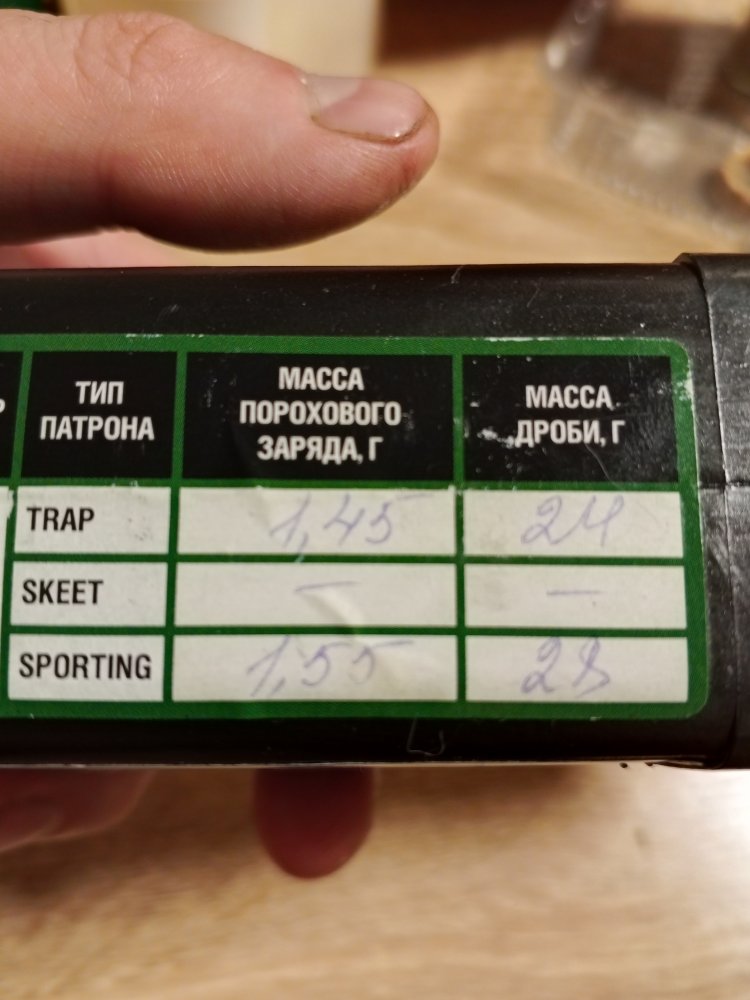 ТИП
ПАТРОНА
МАССА
ПОРОХОВОГО
ЗАРЯДА, Г
МАССА
ДРОБИ, Г
TRAP 1,45 24
SKEET — —
SPORTING 1,55 28